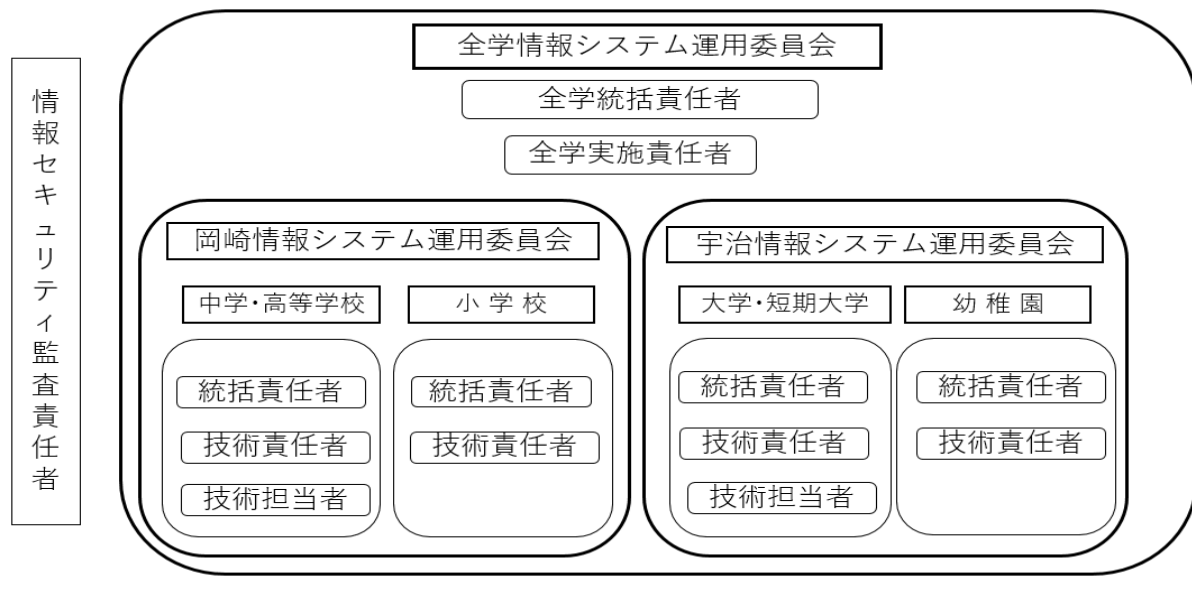 情報セキュリティ監査責任者
全学情報システム運用委員会
全学統括責任者
全学実施責任者
岡崎情報システム運用委員会
中学・高等学校
統括責任者
技術責任者
技術担当者
小学校
統括責任者
技術責任者
宇治情報システム運用委員会
大学・短期大学
統括責任者
技術責任者
技術担当者
幼稚園
統括責任者
技術責任者